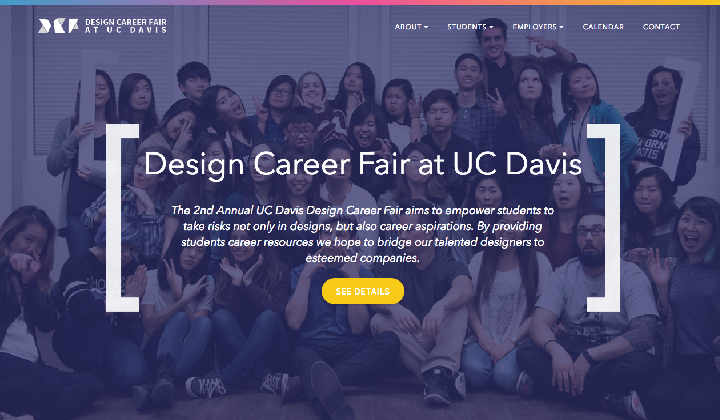 DESIGN CAREER FAIR
AT UC DAVIS
ABOUT
STUDENTS
EMPLOYERS
CALENDAR
CONTACT
Design Career Fair at UC Davis
The 2nd Annual UC Davis Design Career Fair aims to empower students to
take risks not only in designs, but also career aspirations. By providing
students career resources we hope to bridge our talented designers to
esteemed companies.
SEE DETAILS
DAVIS